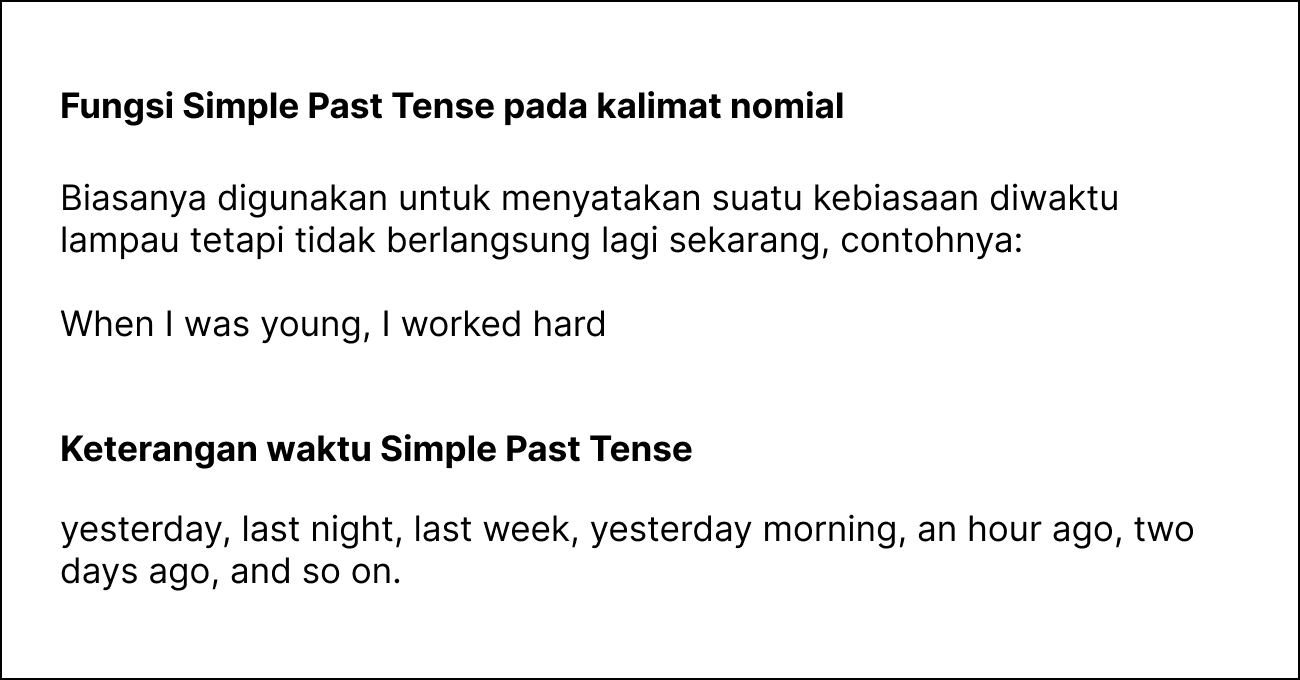 Fungsi Simple Past Tense pada kalimat nomial
Biasanya digunakan untuk menyatakan suatu kebiasaan diwaktu
lampau tetapi tidak berlangsung lagi sekarang, contohnya:
When I was young, I worked hard
Keterangan waktu Simple Past Tense
yesterday, last night, last week, yesterday morning, an hour ago, two
days ago, and so on.